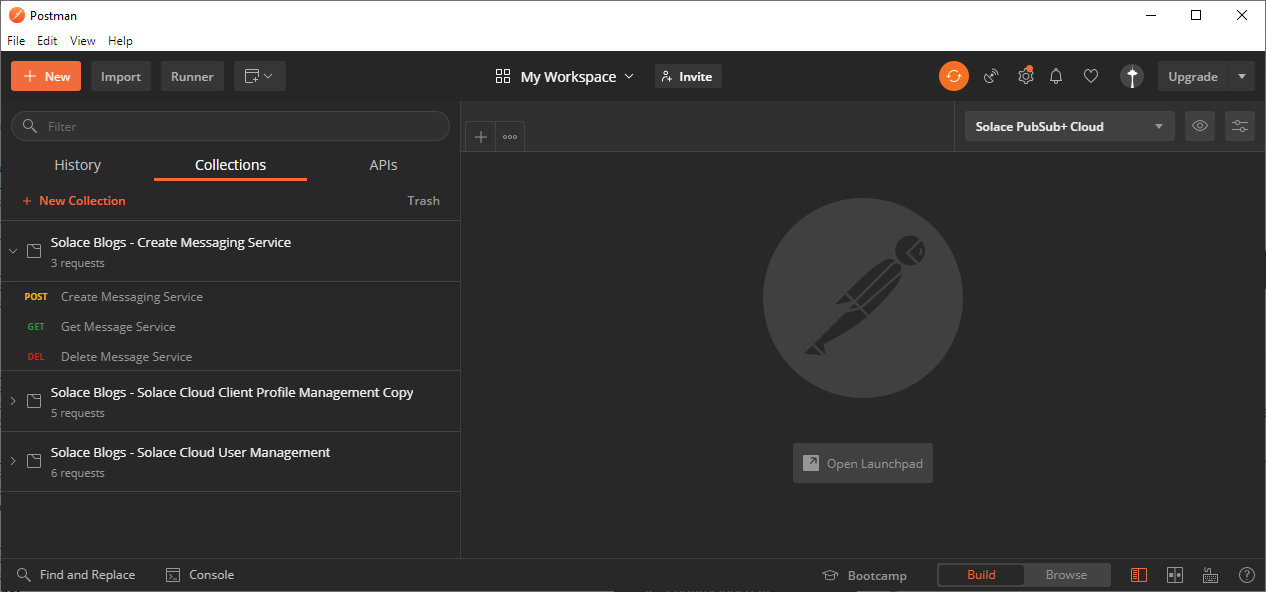 Postman
File Edit View Help
New Import Runner My Workspace Invite Upgrade
Filter
Solace PubSub+ Cloud
History Collections APIs
+ New Collection Trash
Solace Blogs - Create Messaging Service
3 requests
POST Create Messaging Service
GET Get Message Service
DEL Delete Message Service
Solace Blogs - Solace Cloud Client Profile Management Copy
5 requests
Solace Blogs - Solace Cloud User Management
6 requests
Open Launchpad
Find and Replace Console Bootcamp Build Browse